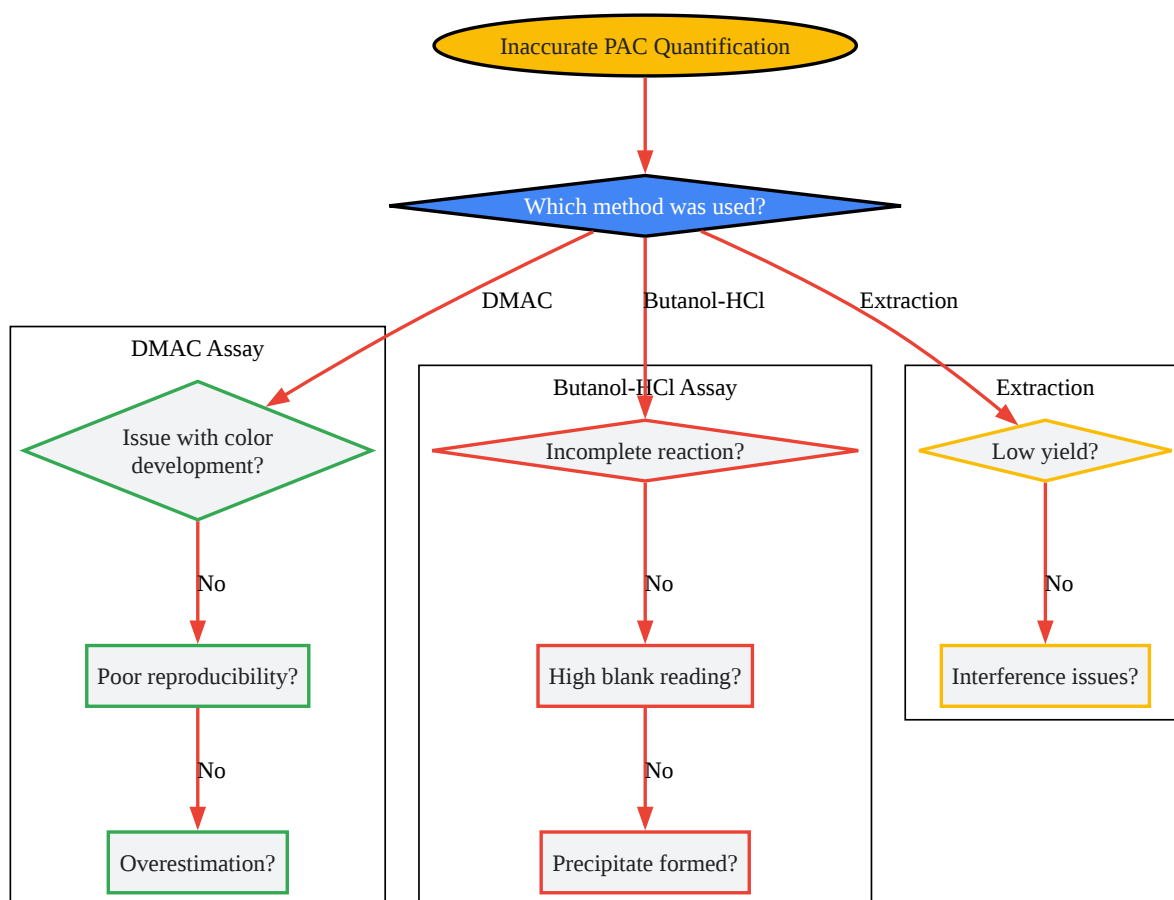 Inaccurate PAC Quantification
Which method was used?
DMAC
Butanol-HCl
Extraction
DMAC Assay
Issue with color
development?
No
Poor reproducibility?
No
Overestimation?
Butanol-HCl Assay
Incomplete reaction?
No
High blank reading?
No
Precipitate formed?
Extraction
Low yield?
No
Interference issues?